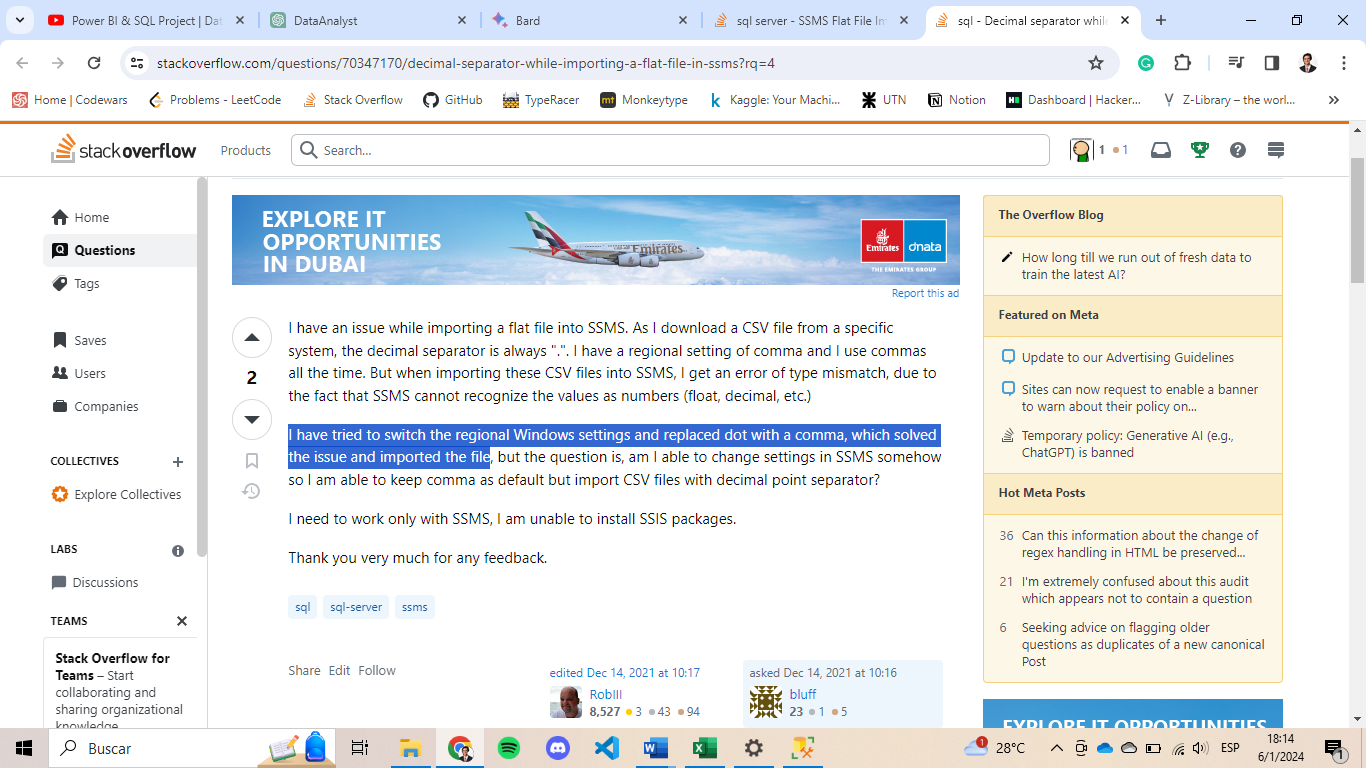 Power BI & SQL Project | Dat
DataAnalyst
Bard
sql server - SSMS Flat File Im
sql - Decimal separator while
stackoverflow.com/questions/70347170/decimal-separator-while-importing-a-flat-file-in-ssms?rq=4
Home | Codewars
Problems - LeetCode
Stack Overflow
GitHub
TypeRacer
Monkeytype
Kaggle: Your Machi...
UTN
Notion
Dashboard | Hacker...
Z-Library – the worl...
stackoverflow
Products
Search...
1 1
Home
Questions
Tags
Saves
Users
Companies
COLLECTIVES
Explore Collectives
LABS
Discussions
TEAMS
Stack Overflow for
Teams – Start
collaborating and
sharing organizational
knowledge.
EXPLORE IT
OPPORTUNITIES
IN DUBAI
Emirates
Emirates
dnata
THE EMIRATES GROUP
Report this ad
2
I have an issue while importing a flat file into SSMS. As I download a CSV file from a specific
system, the decimal separator is always ".". I have a regional setting of comma and I use commas
all the time. But when importing these CSV files into SSMS, I get an error of type mismatch, due to
the fact that SSMS cannot recognize the values as numbers (float, decimal, etc.)
I have tried to switch the regional Windows settings and replaced dot with a comma, which solved
the issue and imported the file, but the question is, am I able to change settings in SSMS somehow
so I am able to keep comma as default but import CSV files with decimal point separator?
I need to work only with SSMS, I am unable to install SSIS packages.
Thank you very much for any feedback.
sql
sql-server
ssms
Share Edit Follow
edited Dec 14, 2021 at 10:17
RobIII
8,527 3 43 94
asked Dec 14, 2021 at 10:16
bluff
23 1 5
The Overflow Blog
How long till we run out of fresh data to
train the latest AI?
Featured on Meta
Update to our Advertising Guidelines
Sites can now request to enable a banner
to warn about their policy on...
Temporary policy: Generative AI (e.g.,
ChatGPT) is banned
Hot Meta Posts
36 Can this information about the change of
regex handling in HTML be preserved...
21 I'm extremely confused about this audit
which appears not to contain a question
6 Seeking advice on flagging older
questions as duplicates of a new canonical
Post
EXPLORE IT OPPORTUNITIES
Buscar
1
28°C
ESP
18:14
6/1/2024
1